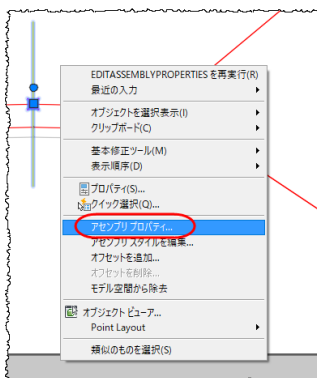 EDITASSEMBLYPROPERTIES を再実行(R)
最近の入力
オブジェクトを選択表示(I)
クリップボード(C)
基本修正ツール(M)
表示順序(D)
プロパティ(S)...
クイック選択(Q)...
アセンブリ プロパティ...
アセンブリ スタイルを編集...
オフセットを追加...
オフセットを削除...
モデル空間から除去
オブジェクト ビューア...
Point Layout
類似のものを選択(S)